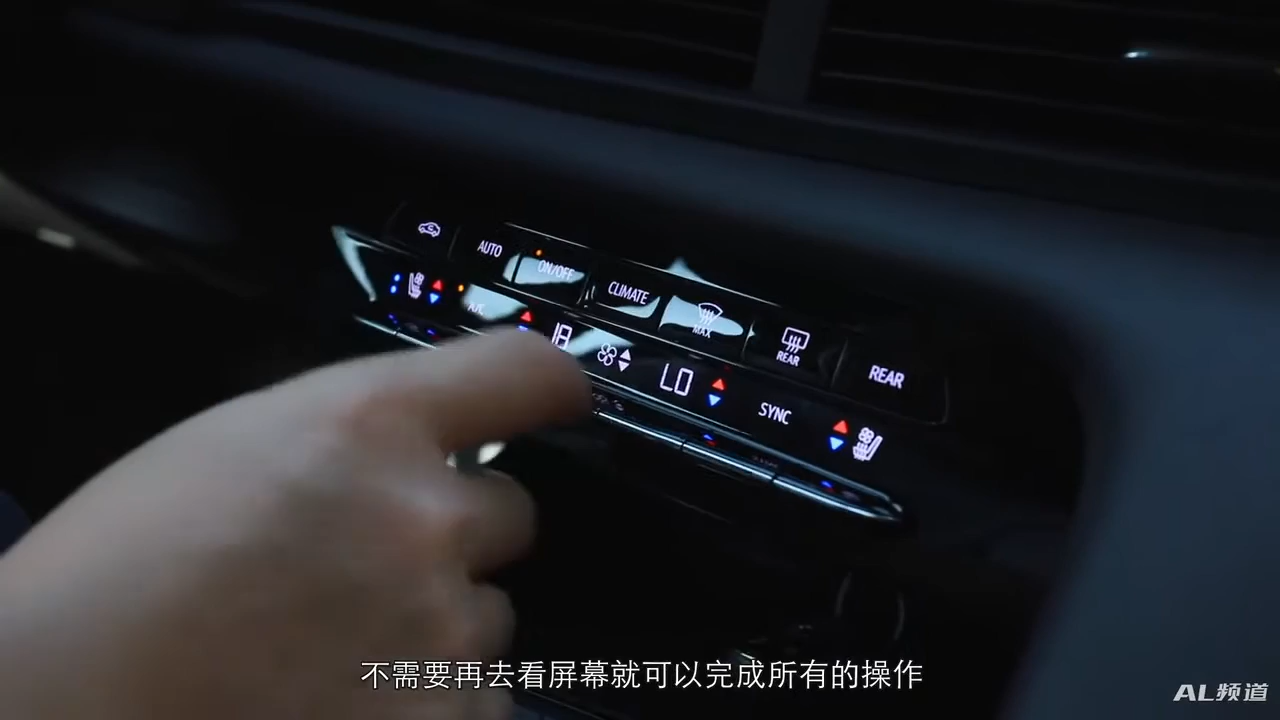 AUTO
ON/OFF
CLIMATE
MAX
REAR
REAR
A/C
18
LO
SYNC
不需要再去看屏幕就可以完成所有的操作
AL频道